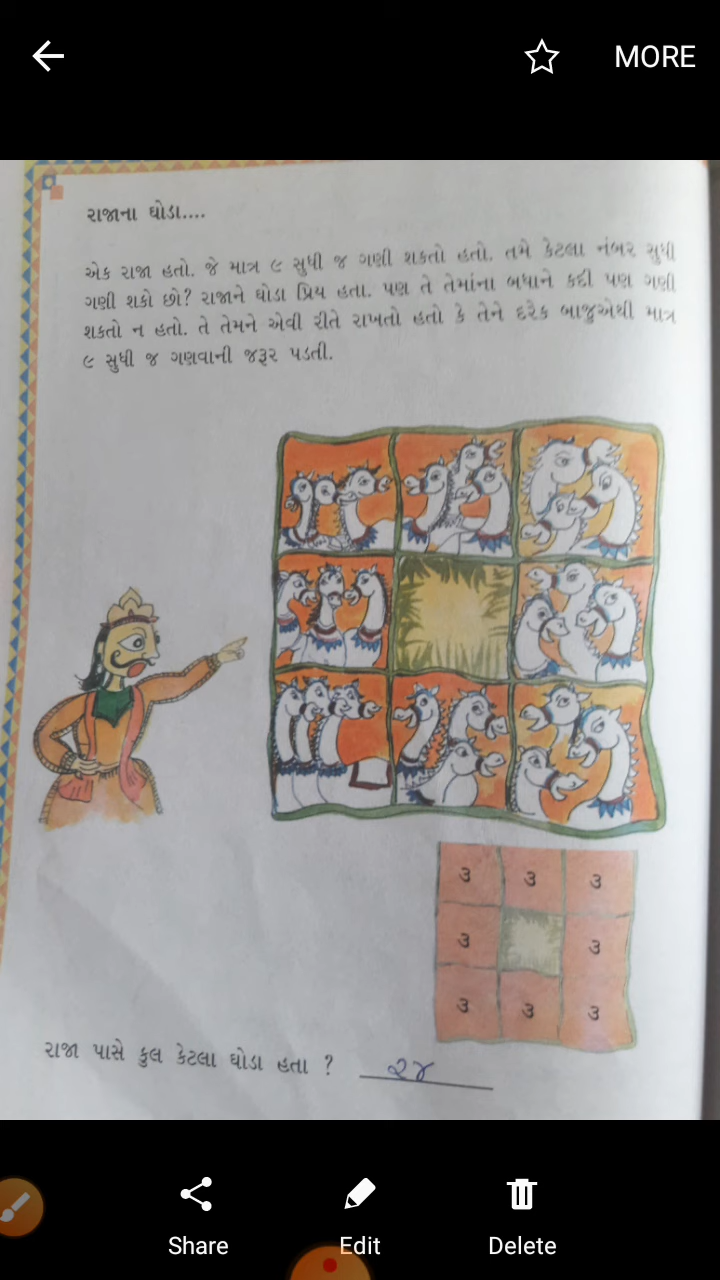 MORE
રાજાના ઘોડા....
એક રાજા હતો. જે માત્ર ૯ સુધી જ ગણી શકતો હતો. તમે કેટલા નંબર સુધી
ગણી શકો છો? રાજાને ઘોડા પ્રિય હતા. પણ તે તેમાંના બધાને કદી પણ ગણી
શકતો ન હતો. તે તેમને એવી રીતે રાખતો હતો કે તેને દરેક બાજુએથી માત્ર
૯ સુધી જ ગણવાની જરૂર પડતી.
૩ ૩ ૩
૩ ૩
૩ ૩ ૩
રાજા પાસે કુલ કેટલા ઘોડા હતા ? ૨૪
Share Edit Delete